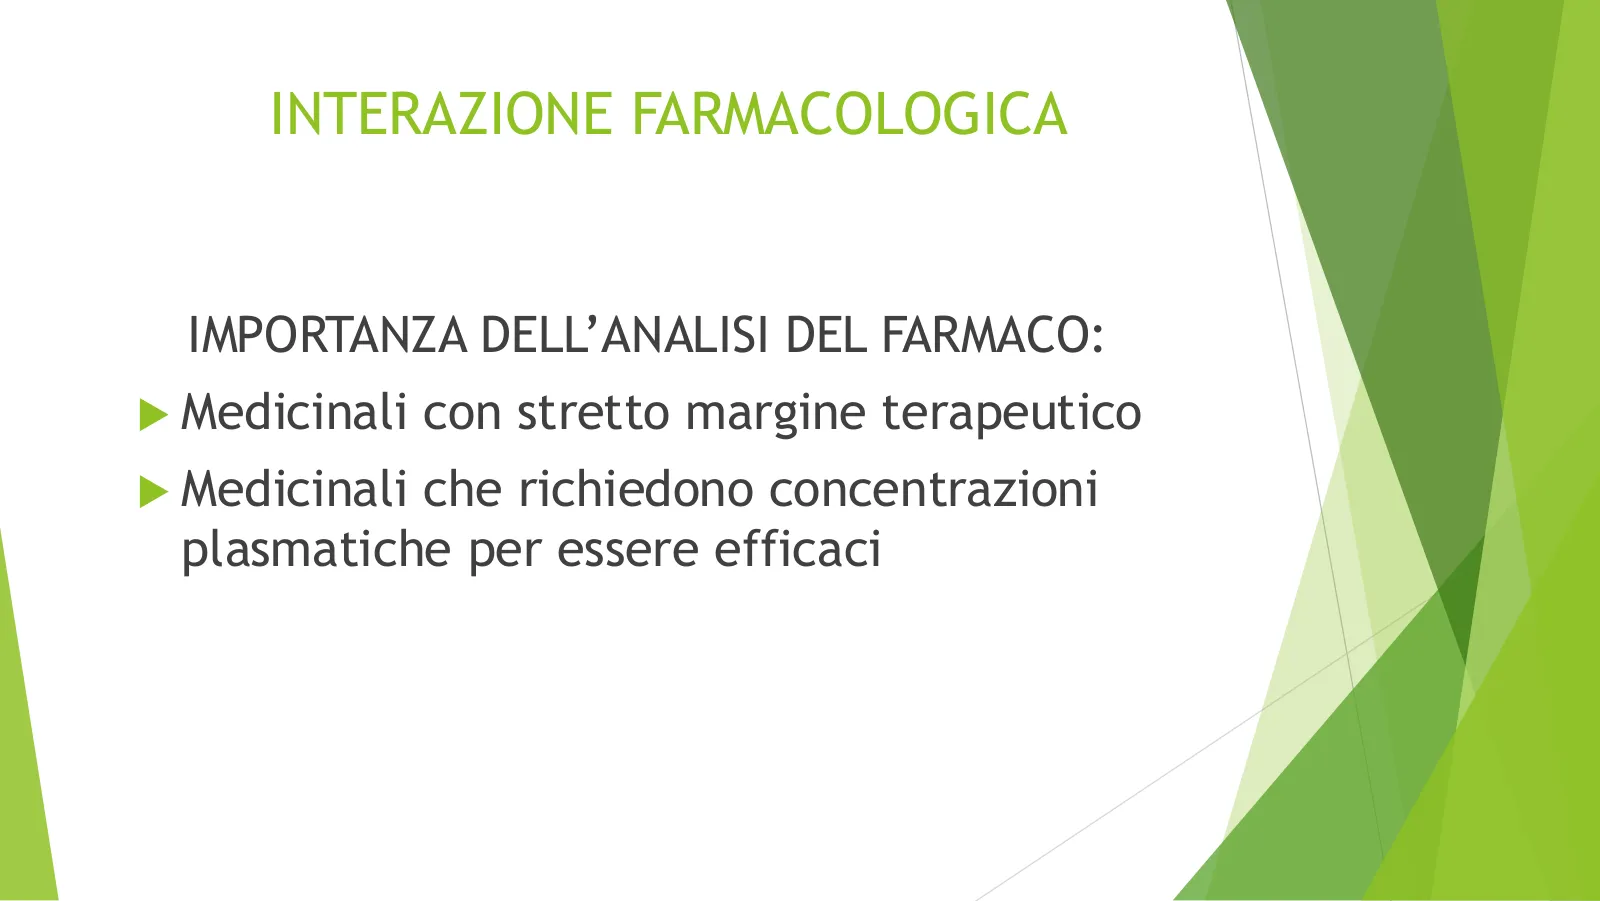 INTERAZIONE FARMACOLOGICA
IMPORTANZA DELL’ANALISI DEL FARMACO:
Medicinali con stretto margine terapeutico
Medicinali che richiedono concentrazioni
plasmatiche per essere efficaci